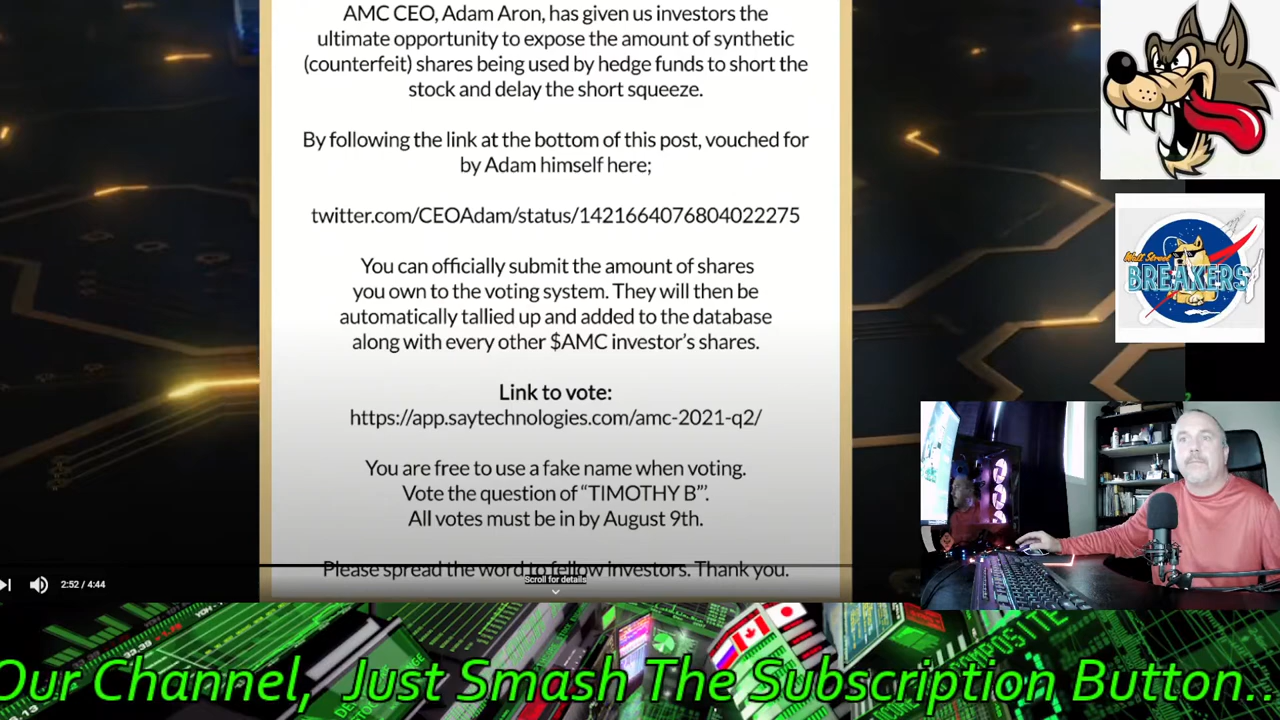 AMC CEO, Adam Aron, has given us investors the
ultimate opportunity to expose the amount of synthetic
(counterfeit) shares being used by hedge funds to short the
stock and delay the short squeeze.
By following the link at the bottom of this post, vouched for
by Adam himself here;
twitter.com/CEOAdam/status/1421664076804022275
You can officially submit the amount of shares
you own to the voting system. They will then be
automatically tallied up and added to the database
along with every other $AMC investor's shares.
Link to vote:
https://app.saytechnologies.com/amc-2021-q2/
You are free to use a fake name when voting.
Vote the question of “TIMOTHY B”’.
All votes must be in by August 9th.
Please spread the word to fellow investors. Thank you.
Scroll for details
2:52 / 4:44
Wall Street
BREAKERS
COMPOSITE
Our Channel, Just Smash The Subscription Button..